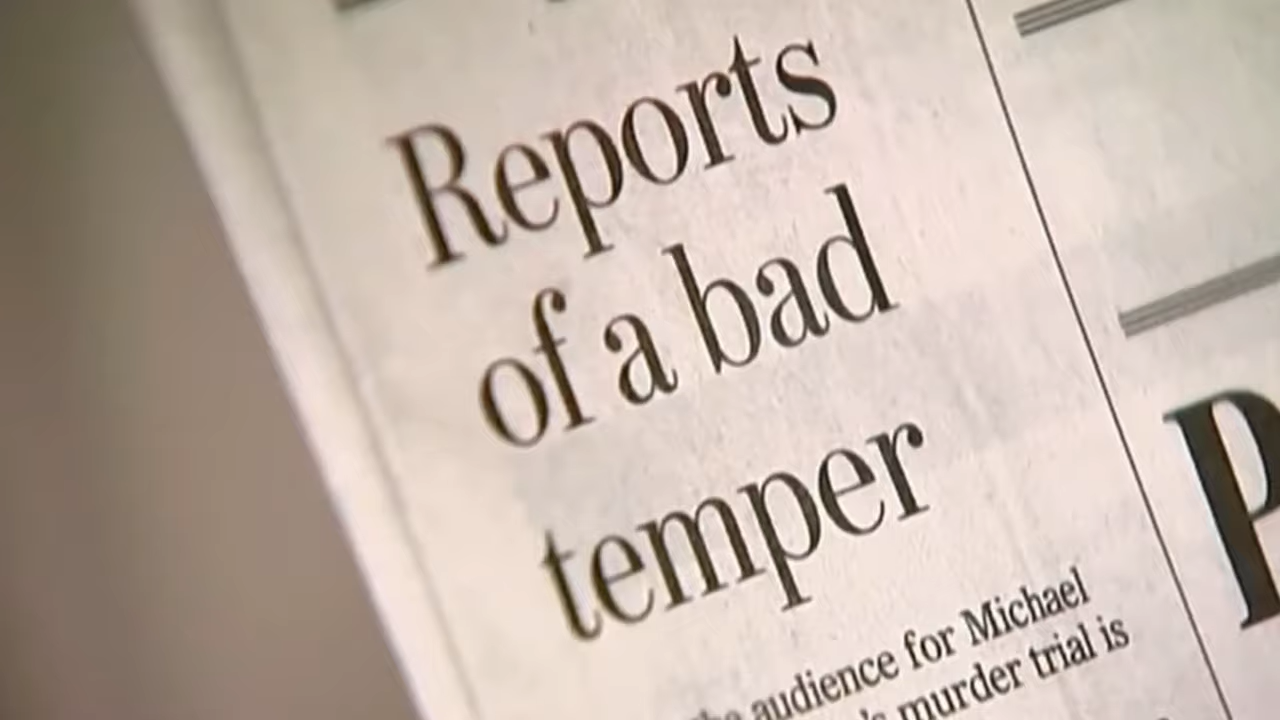 Reports
of a bad
temper
audience for Michael
murder trial is
P